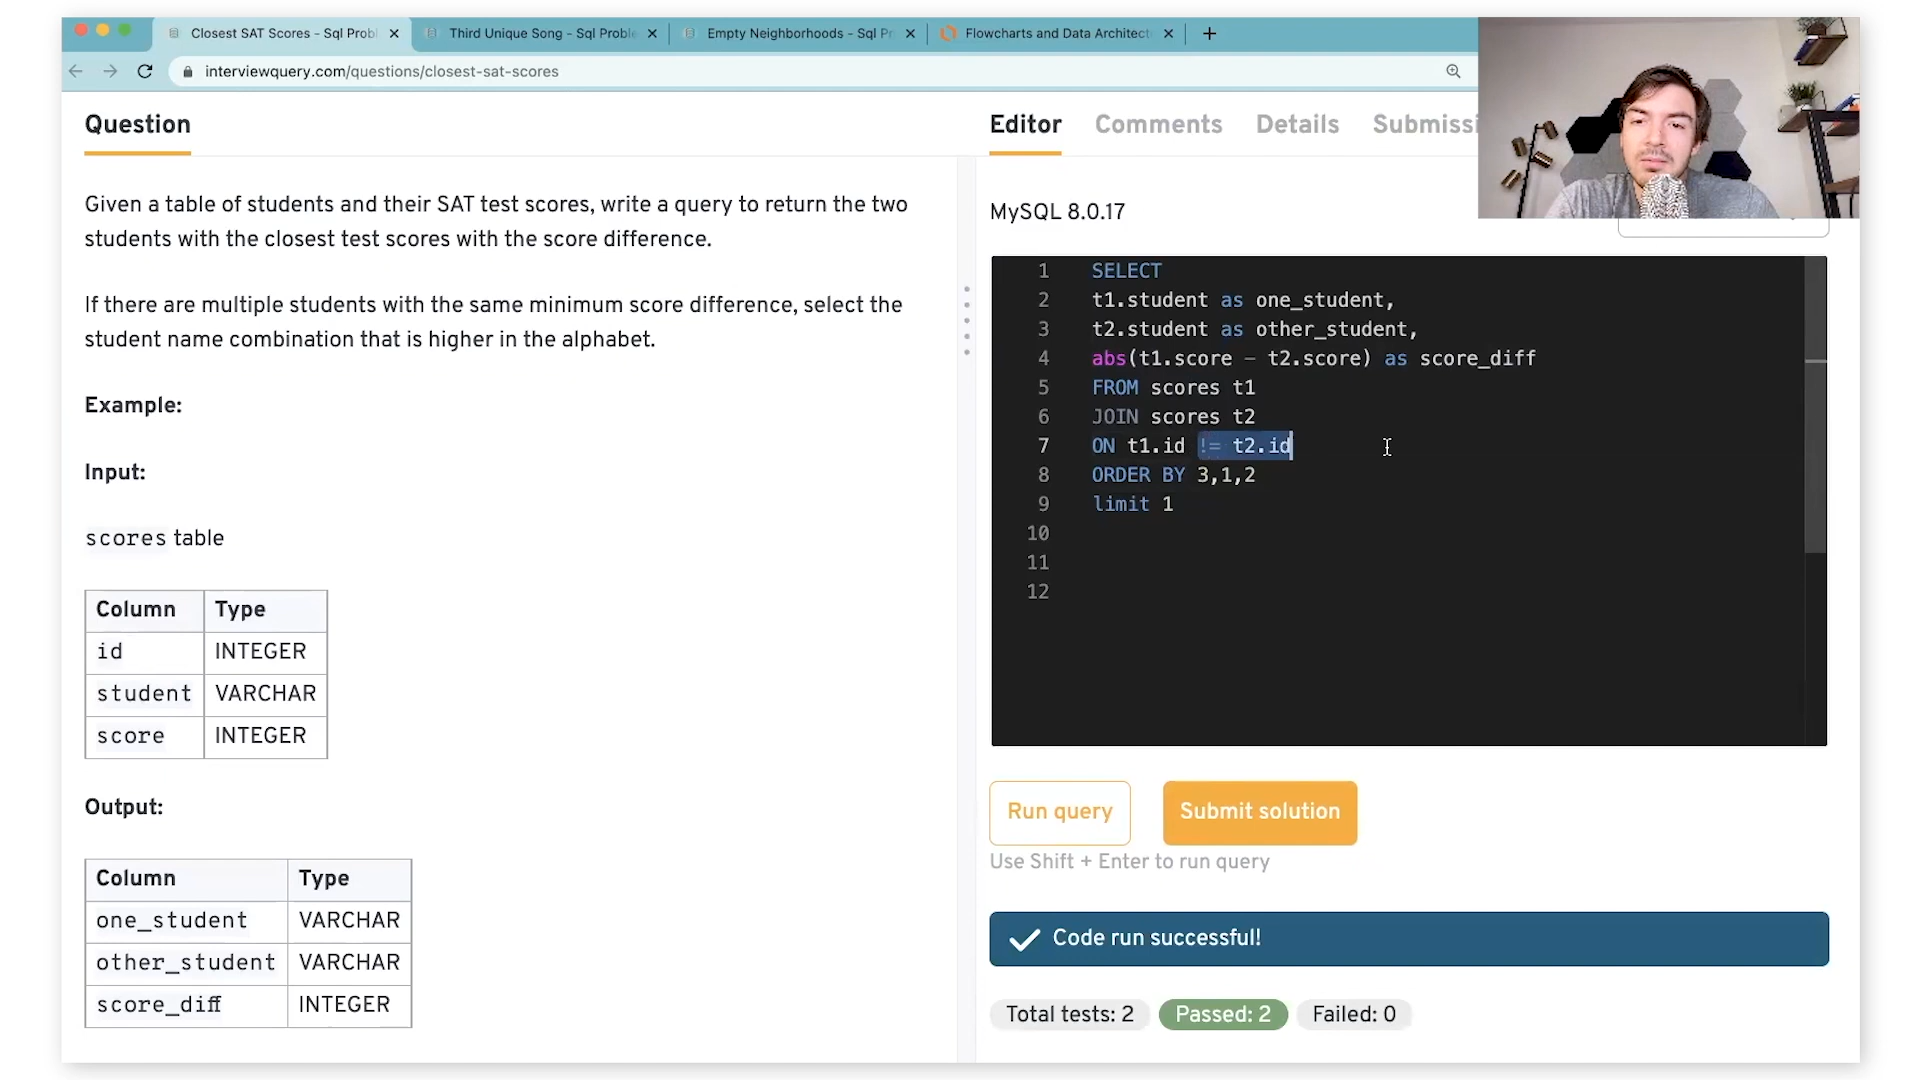 Closest SAT Scores - Sql Probl
Third Unique Song - Sql Proble
Empty Neighborhoods - Sql Pr
Flowcharts and Data Architect
interviewquery.com/questions/closest-sat-scores
Question
Given a table of students and their SAT test scores, write a query to return the two
students with the closest test scores with the score difference.
If there are multiple students with the same minimum score difference, select the
student name combination that is higher in the alphabet.
Example:
Input:
scores table
Column Type
id INTEGER
student VARCHAR
score INTEGER
Output:
Column Type
one_student VARCHAR
other_student VARCHAR
score_diff INTEGER
Editor Comments Details Submissi
MySQL 8.0.17
1 SELECT
2 t1.student as one_student,
3 t2.student as other_student,
4 abs(t1.score - t2.score) as score_diff
5 FROM scores t1
6 JOIN scores t2
7 ON t1.id != t2.id
8 ORDER BY 3,1,2
9 limit 1
10
11
12
Run query
Submit solution
Use Shift + Enter to run query
Code run successful!
Total tests: 2 Passed: 2 Failed: 0